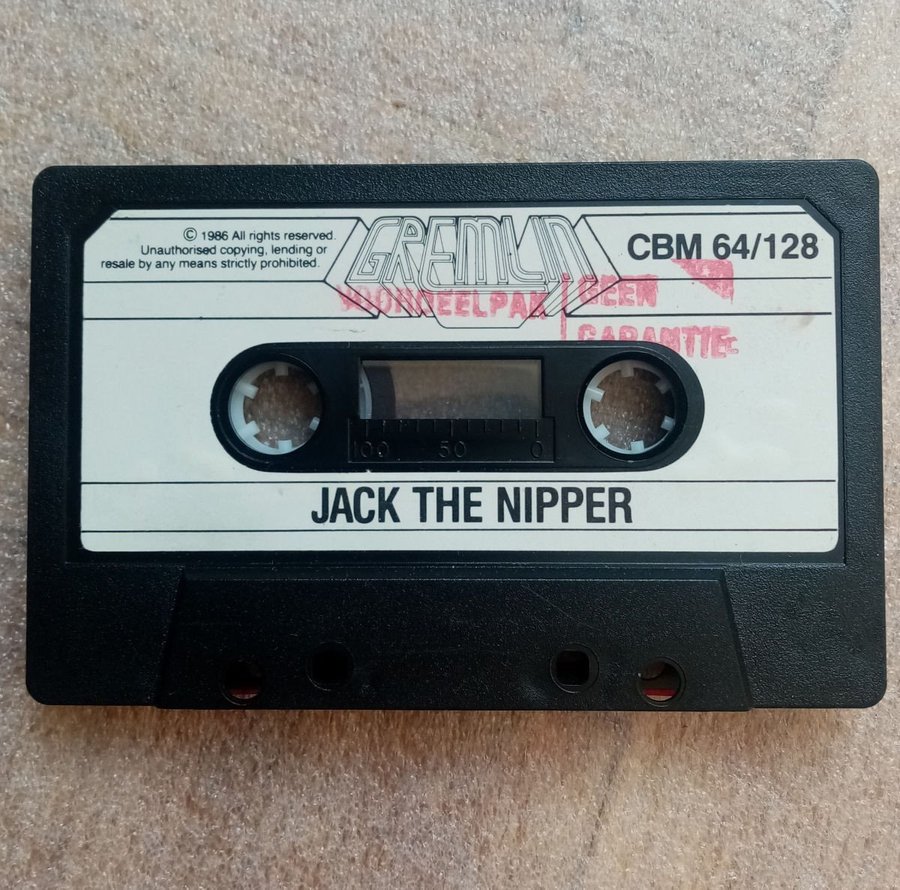 © 1986 All rights reserved.
Unauthorised copying, lending or
resale by any means strictly prohibited.
GREMLIN
CBM 64/128
VOORDEELPAK GEEN
GARANTIE
100 50 0
JACK THE NIPPER